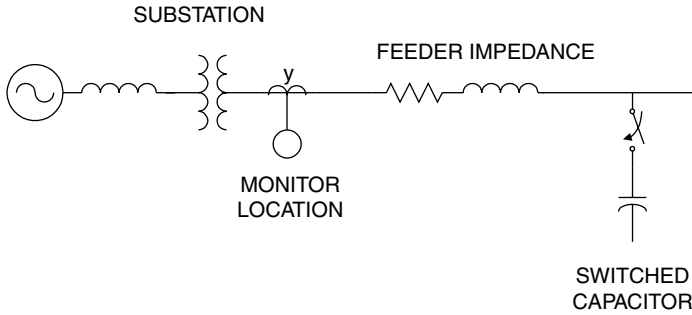 SUBSTATION
FEEDER IMPEDANCE
y
MONITOR
LOCATION
SWITCHED
CAPACITOR